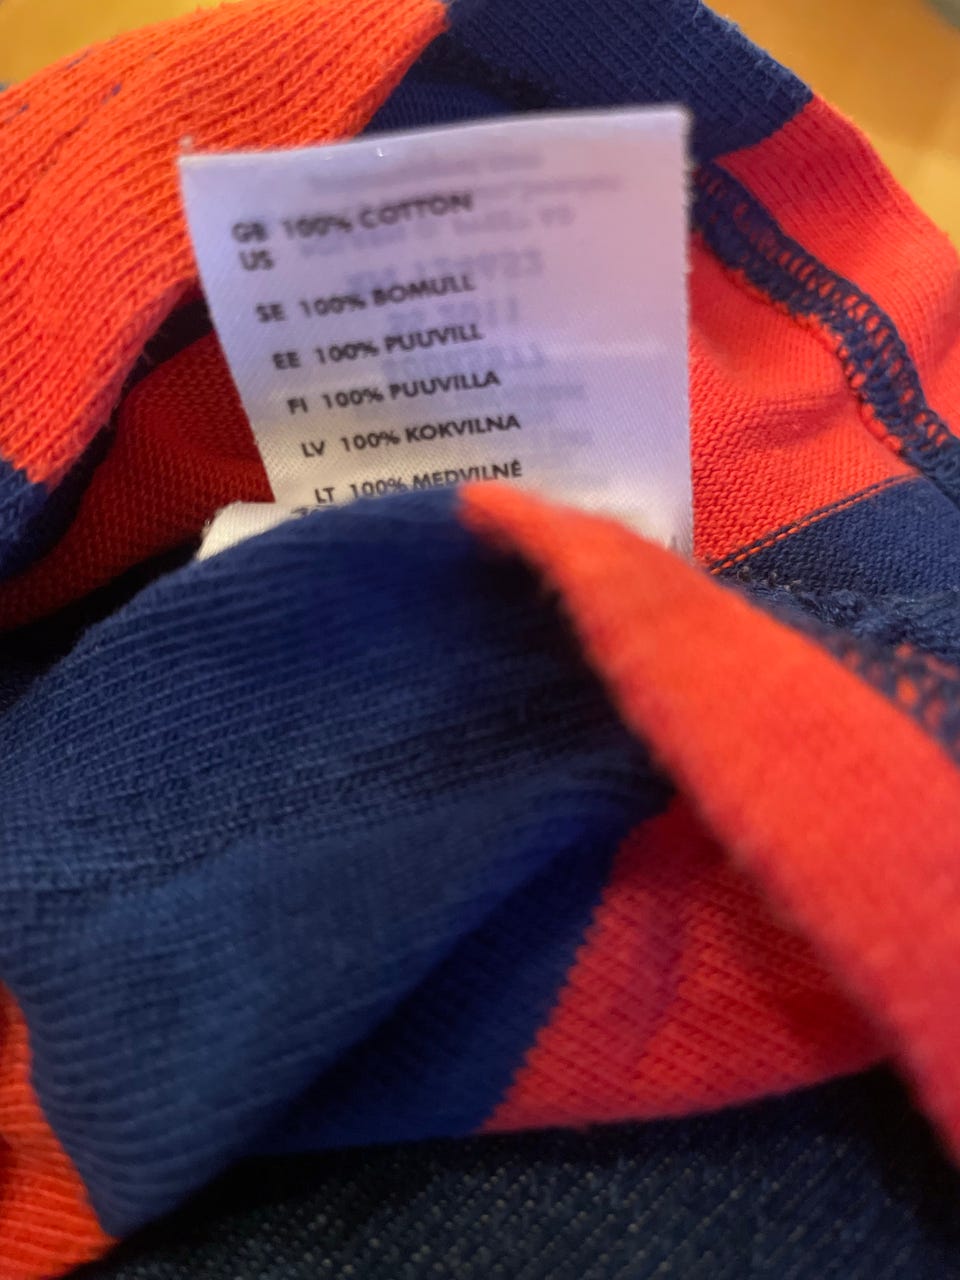 GB 100% COTTON
US
SE 100% BOMULL
EE 100% PUUVILL
FI 100% PUUVILLA
LV 100% KOKVILNA
LT 100% MEDVILNĖ